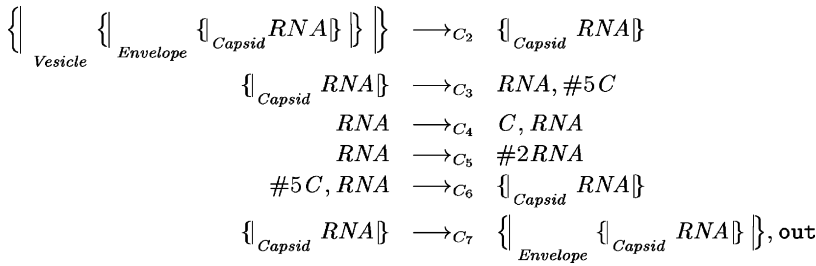 {| Vesicle {| Envelope {| Capsid RNA |} |} |} ⟶C₂ {| Capsid RNA |}
{| Capsid RNA |} ⟶C₃ RNA, #5C
RNA ⟶C₄ C, RNA
RNA ⟶C₅ #2RNA
#5C, RNA ⟶C₆ {| Capsid RNA |}
{| Capsid RNA |} ⟶C₇ {| Envelope {| Capsid RNA |} |}, out